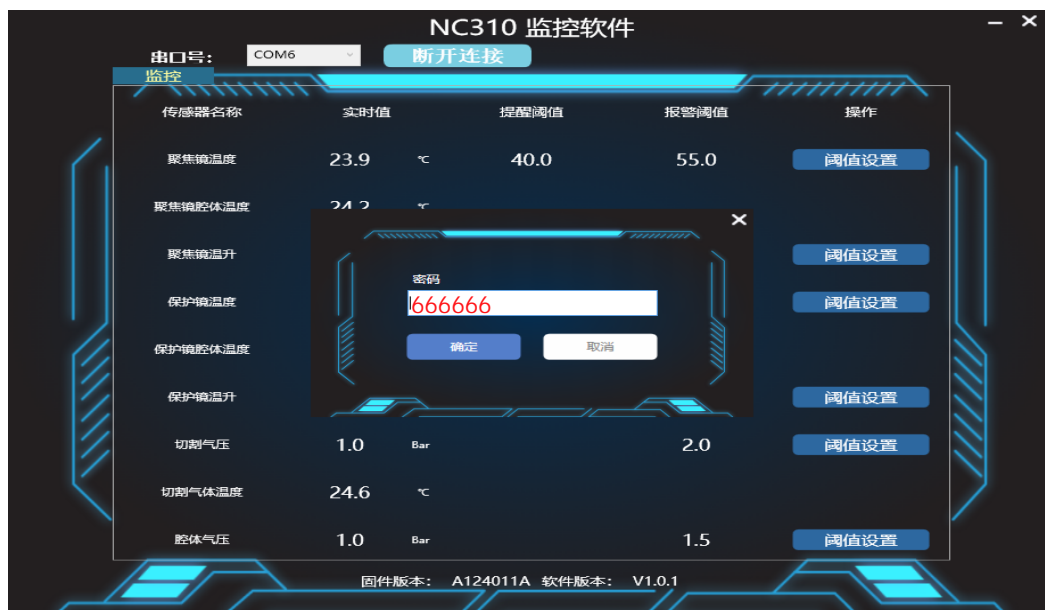 NC310 监控软件
串口号： COM6 断开连接
监控
传感器名称 实时值 提醒阈值 报警阈值 操作
聚焦镜温度 23.9 ℃ 40.0 55.0 阈值设置
聚焦镜腔体温度 24.2 ℃
聚焦镜温升 阈值设置
密码
保护镜温度 666666 阈值设置
保护镜腔体温度 确定 取消
保护镜温升 阈值设置
切割气压 1.0 Bar 2.0 阈值设置
切割气体温度 24.6 ℃
腔体气压 1.0 Bar 1.5 阈值设置
固件版本： A124011A 软件版本： V1.0.1